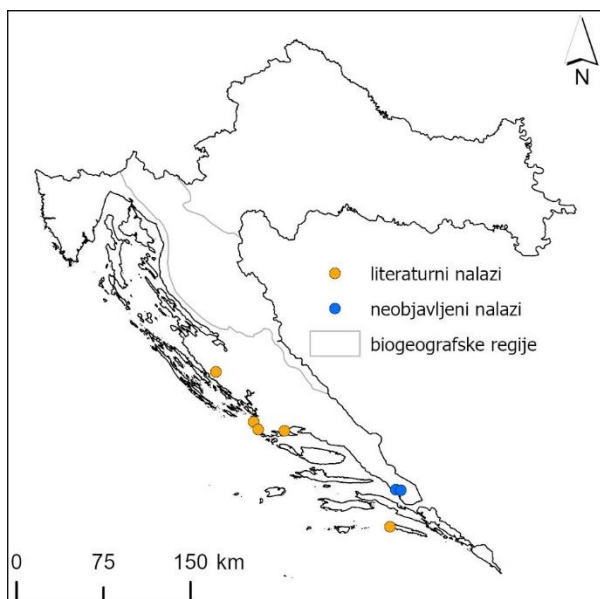 N
literaturni nalazi
neobjavljeni nalazi
biogeografske regije
0 75 150 km